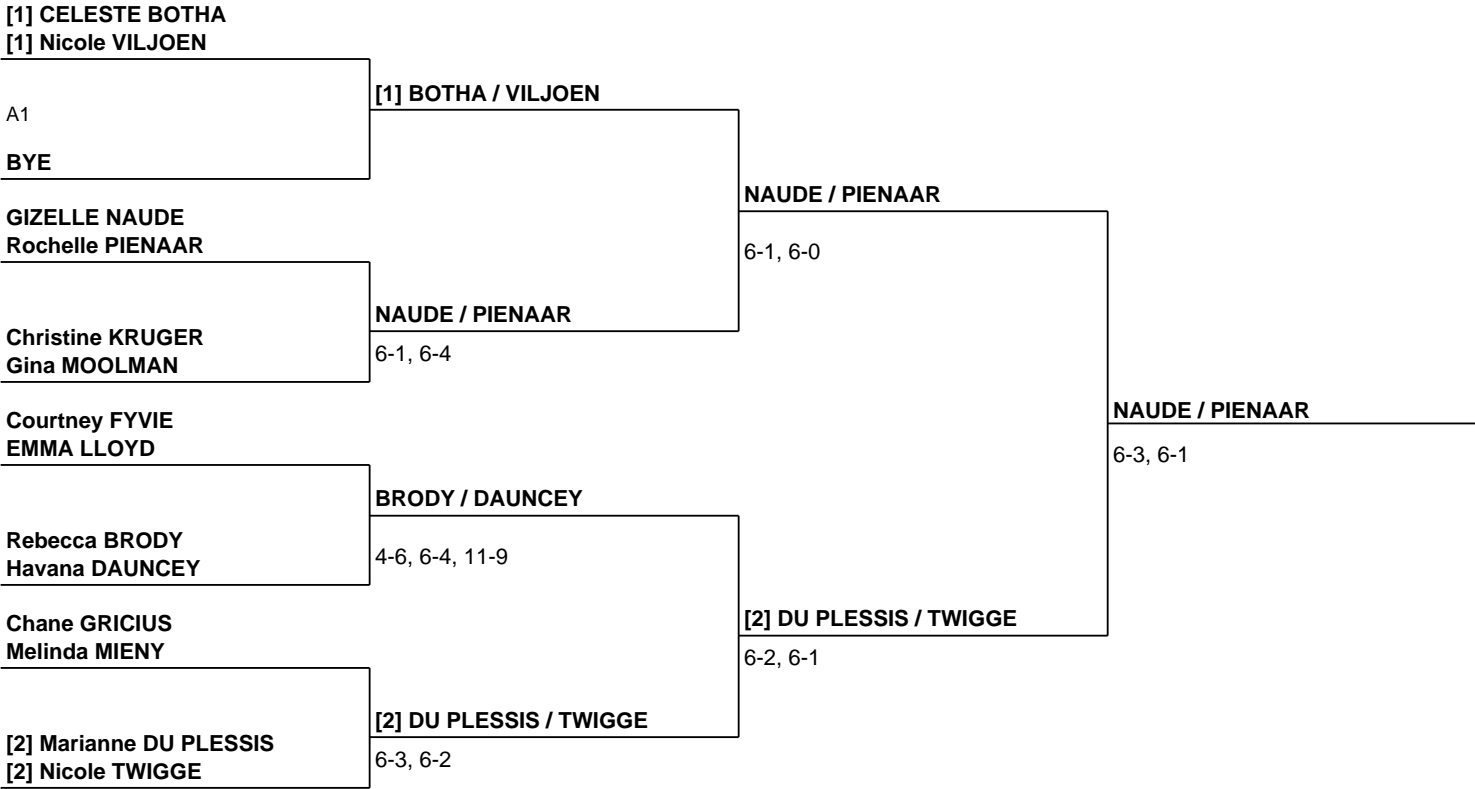 [1] CELESTE BOTHA
[1] Nicole VILJOEN
A1
BYE
[1] BOTHA / VILJOEN
GIZELLE NAUDE
Rochelle PIENAAR
Christine KRUGER
Gina MOOLMAN
NAUDE / PIENAAR
6-1, 6-4
NAUDE / PIENAAR
6-1, 6-0
Courtney FYVIE
EMMA LLOYD
Rebecca BRODY
Havana DAUNCEY
BRODY / DAUNCEY
4-6, 6-4, 11-9
Chane GRICIUS
Melinda MIENY
[2] Marianne DU PLESSIS
[2] Nicole TWIGGE
[2] DU PLESSIS / TWIGGE
6-3, 6-2
[2] DU PLESSIS / TWIGGE
6-2, 6-1
NAUDE / PIENAAR
6-3, 6-1